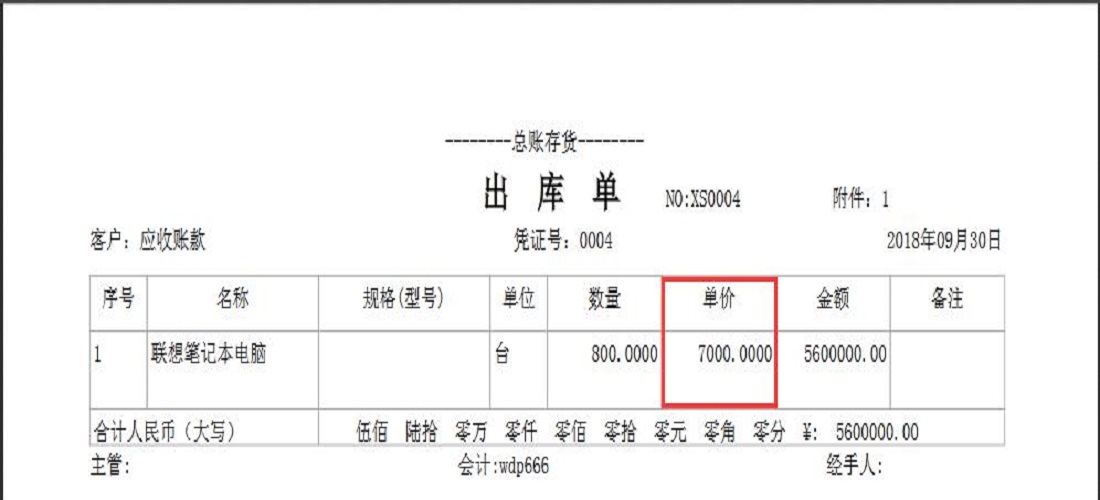 --------总账存货--------
出 库 单 NO:XS0004 附件: 1
客户: 应收账款 凭证号: 0004 2018年09月30日
序号 名称 规格(型号) 单位 数量 单价 金额 备注
1 联想笔记本电脑 台 800.0000 7000.0000 5600000.00
合计人民币(大写) 伍佰 陆拾 零万 零仟 零佰 零拾 零元 零角 零分 ¥: 5600000.00
主管: 会计:wdp666 经手人: